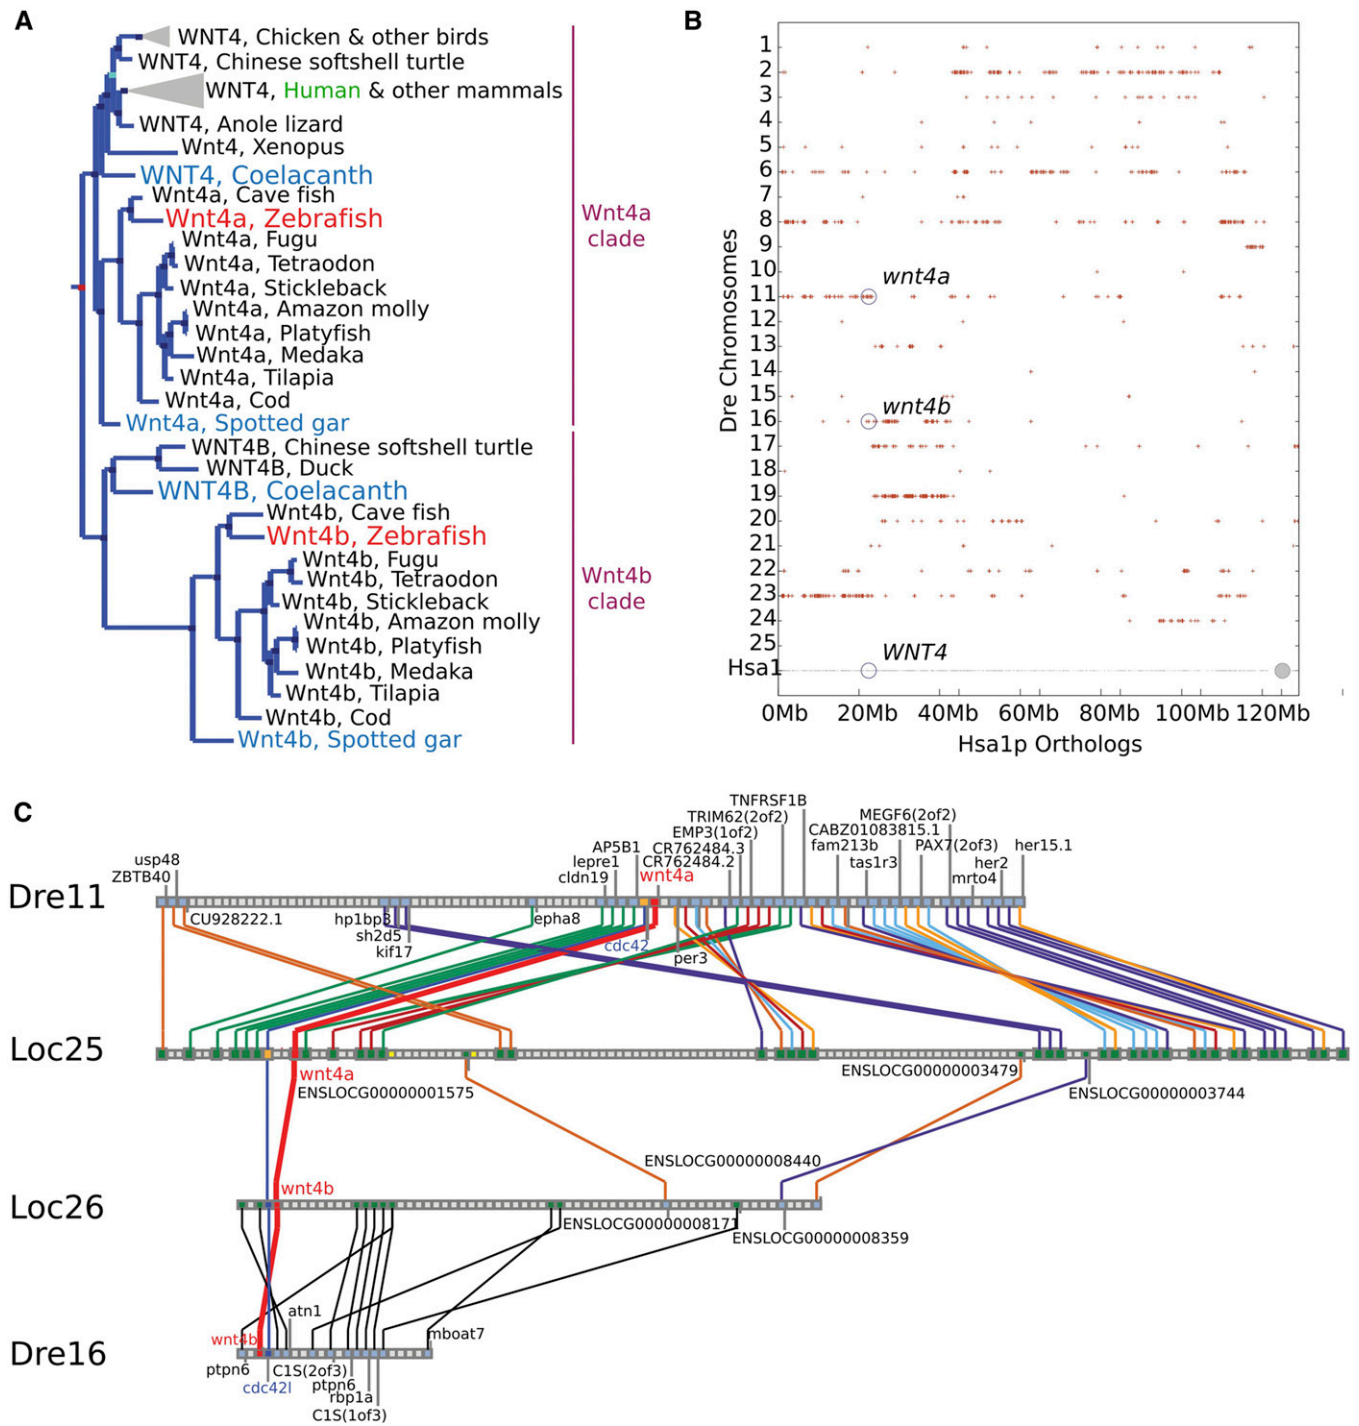 A
WNT4, Chicken & other birds
WNT4, Chinese softshell turtle
WNT4, Human & other mammals
WNT4, Anole lizard
Wnt4, Xenopus
WNT4, Coelacanth
Wnt4a, Cave fish
Wnt4a, Zebrafish
Wnt4a, Fugu
Wnt4a, Tetraodon
Wnt4a, Stickleback
Wnt4a, Amazon molly
Wnt4a, Platyfish
Wnt4a, Medaka
Wnt4a, Tilapia
Wnt4a, Cod
Wnt4a, Spotted gar
WNT4B, Chinese softshell turtle
WNT4B, Duck
WNT4B, Coelacanth
Wnt4b, Cave fish
Wnt4b, Zebrafish
Wnt4b, Fugu
Wnt4b, Tetraodon
Wnt4b, Stickleback
Wnt4b, Amazon molly
Wnt4b, Platyfish
Wnt4b, Medaka
Wnt4b, Tilapia
Wnt4b, Cod
Wnt4b, Spotted gar
Wnt4a
clade
Wnt4b
clade
B
Dre Chromosomes
1
2
3
4
5
6
7
8
9
10
11
12
13
14
15
16
17
18
19
20
21
22
23
24
25
Hsa1
wnt4a
wnt4b
WNT4
0Mb 20Mb 40Mb 60Mb 80Mb 100Mb 120Mb
Hsa1p Orthologs
C
TNFRSF1B
TRIM62(2of2) MEGF6(2of2)
EMP3(1of2) CABZ01083815.1
usp48 AP5B1 CR762484.3 fam213b PAX7(2of3) her15.1
lepre1 CR762484.2 tas1r3 her2
ZBTB40 cldn19 wnt4a mrto4
Dre11
CU928222.1 hp1bp3 epha8
sh2d5 cdc42
kif17 per3
Loc25
wnt4a ENSLOCG00000003479
ENSLOCG00000001575 ENSLOCG00000003744
ENSLOCG00000008440
wnt4b
Loc26
ENSLOCG00000008171
ENSLOCG00000008359
atn1
wnt4b mboat7
Dre16
ptpn6 C1S(2of3)
cdc42l ptpn6
rbp1a
C1S(1of3)